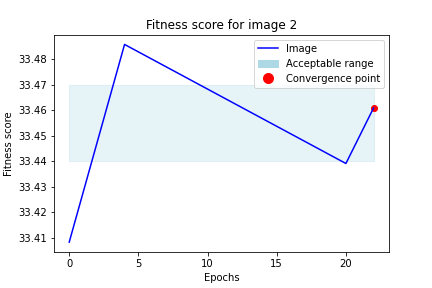 Fitness score for image 2
Image
Acceptable range
Convergence point
Fitness score
33.48
33.47
33.46
33.45
33.44
33.43
33.42
33.41
0 5 10 15 20
Epochs